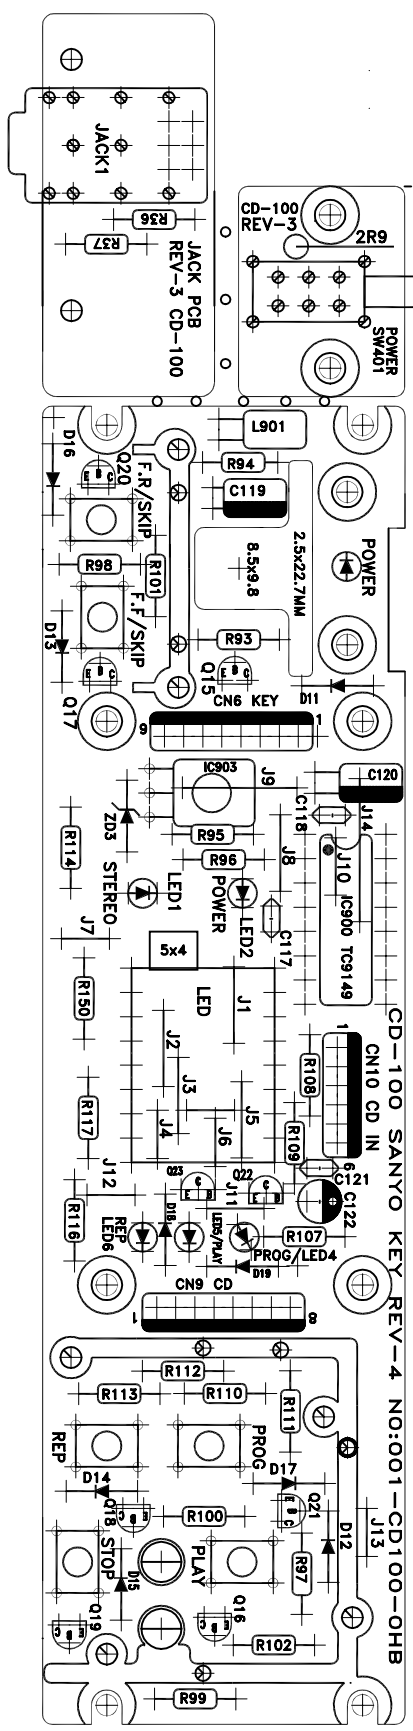 JACK1
R36
R37
JACK PCB
REV-3 CD-100
CD-100
REV-3
2R9
POWER
SW401
L901
D16
Q20
E B C
F.R/SKIP
R94
C119
R98
R101
8.5x9.8
2.5x22.7MM
POWER
F.F/SKIP
D13
R93
Q15
E B C
E B C
Q17
D11
CN6 KEY
6
1
IC903
J9
C120
ZD3
C118
J14
R95
R114
R96
J8
J10
STEREO
LED1
POWER
LED2
IC900 TC9149
C117
J7
5x4
LED
R150
J1
J2
J3
CD-100 SANYO KEY REV-4 NO:001-CD100-0HB
1
CN10 CD IN
6
R108
R117
J4
J5
J6
R109
Q23
Q22
C121
J12
E C B
E C B
J11
C122
R116
REP
LED6
D18
LED5/PLAY
PROG/LED4
R107
D19
CN9 CD
1
8
R112
R113
R110
R111
REP
PROG
D14
D17
Q18
E B C
R100
Q21
E B C
D12
J13
STOP
D15
PLAY
R97
Q19
E B C
Q16
E B C
R102
R99